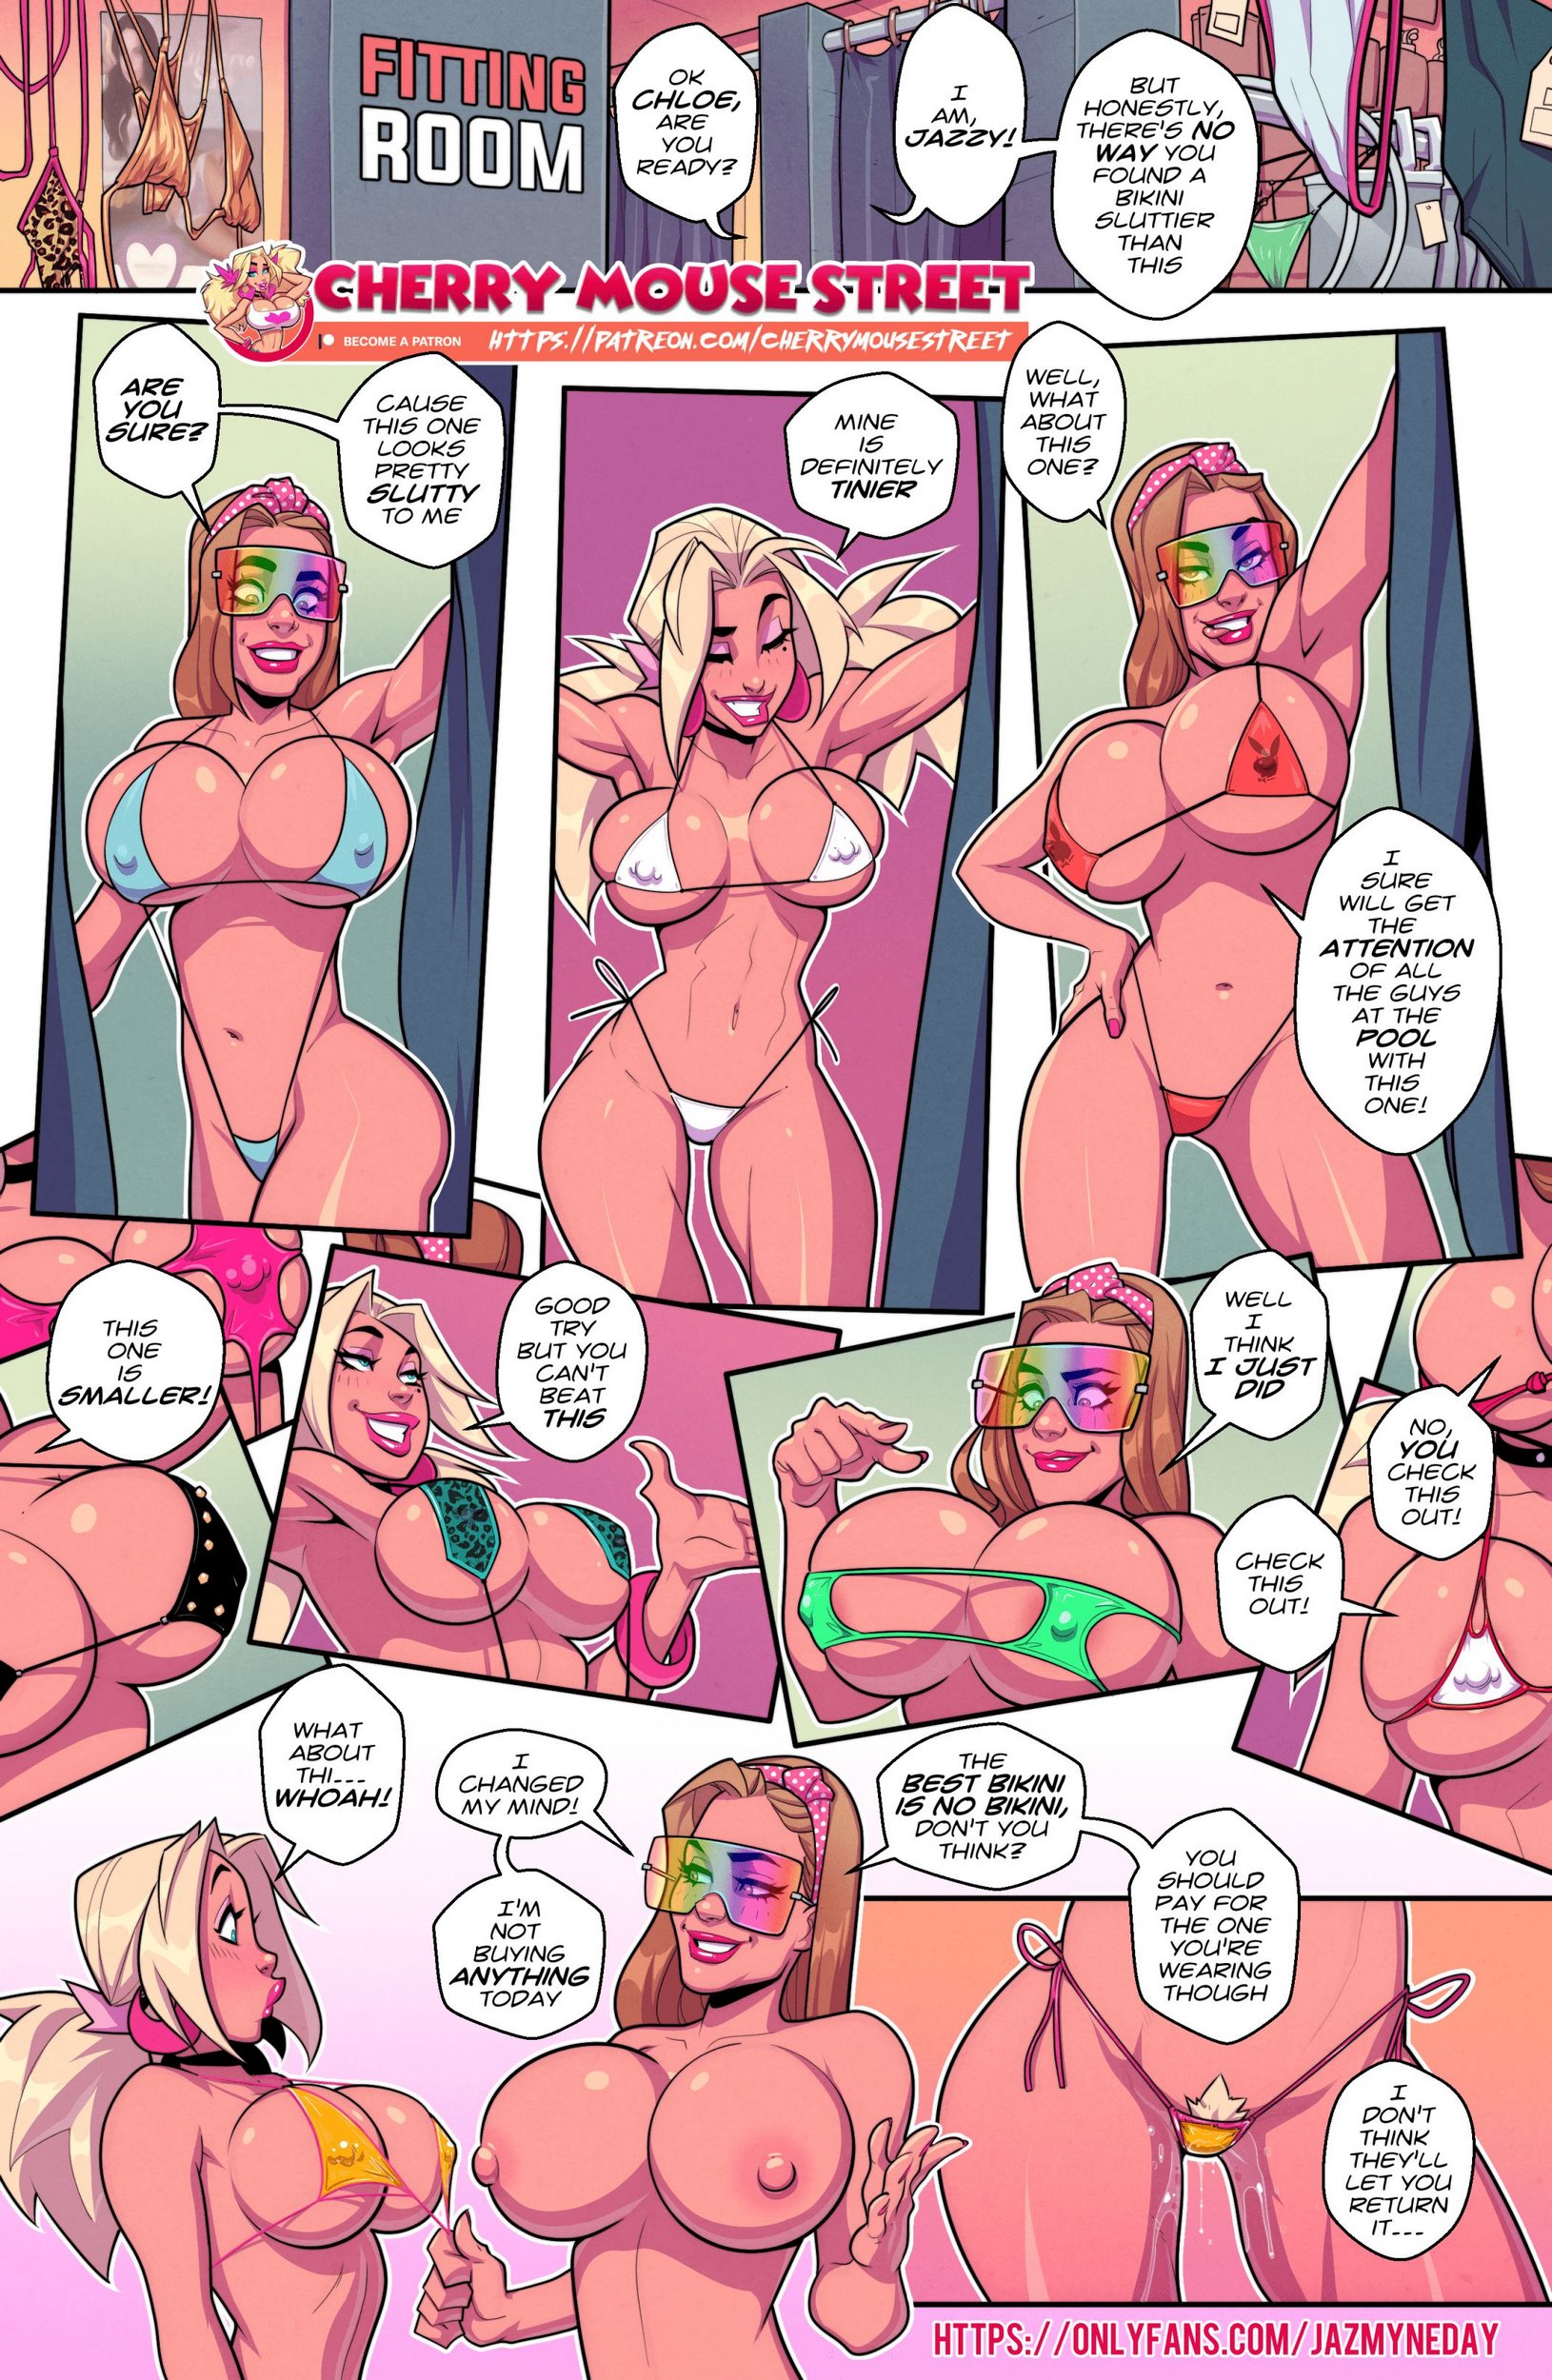 FITTING
ROOM
OK
CHLOE,
ARE
YOU
READY?
I
AM,
JAZZY!
BUT
HONESTLY,
THERE'S NO
WAY YOU
FOUND A
BIKINI
SLUTTIER
THAN
THIS
CHERRY MOUSE STREET
BECOME A PATRON
HTTPS://PATREON.COM/CHERRYMOUSESTREET
ARE
YOU
SURE?
CAUSE
THIS ONE
LOOKS
PRETTY
SLUTTY
TO ME
MINE
IS
DEFINITELY
TINIER
WELL,
WHAT
ABOUT
THIS
ONE?
I
SURE
WILL GET
THE
ATTENTION
OF ALL
THE GUYS
AT THE
POOL
WITH
THIS
ONE!
THIS
ONE
IS
SMALLER!
GOOD
TRY
BUT YOU
CAN'T
BEAT
THIS
WELL
I
THINK
I JUST
DID
CHECK
THIS
OUT!
NO,
YOU
CHECK
THIS
OUT!
WHAT
ABOUT
THI---
WHOAH!
I
CHANGED
MY MIND!
I'M
NOT
BUYING
ANYTHING
TODAY
THE
BEST BIKINI
IS NO BIKINI,
DON'T YOU
THINK?
YOU
SHOULD
PAY FOR
THE ONE
YOU'RE
WEARING
THOUGH
I
DON'T
THINK
THEY'LL
LET YOU
RETURN
IT---
HTTPS://ONLYFANS.COM/JAZMYNEDAY